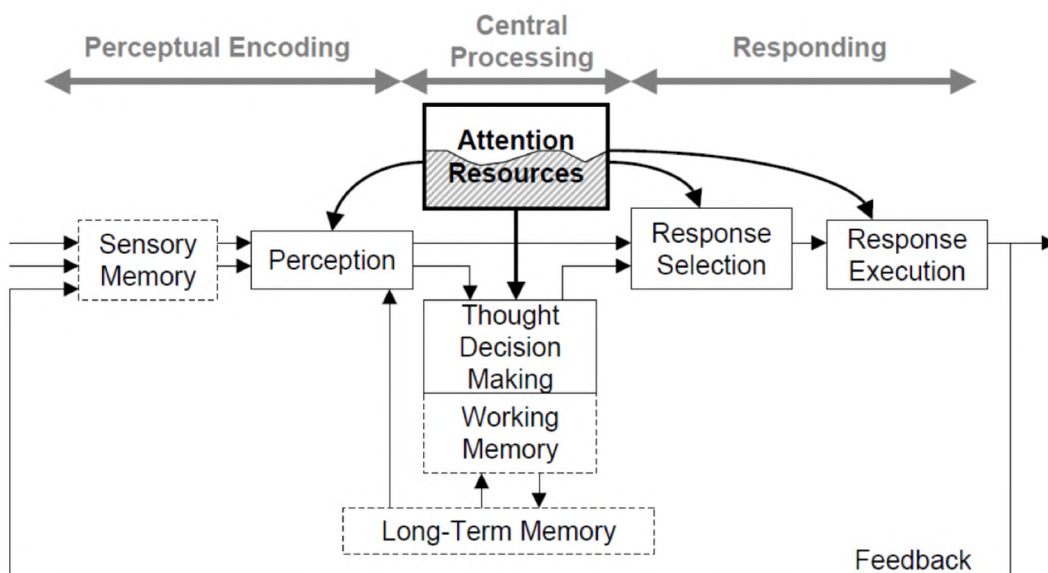 Perceptual Encoding
Central
Processing
Responding
Attention
Resources
Sensory
Memory
Perception
Response
Selection
Response
Execution
Thought
Decision
Making
Working
Memory
Long-Term Memory
Feedback